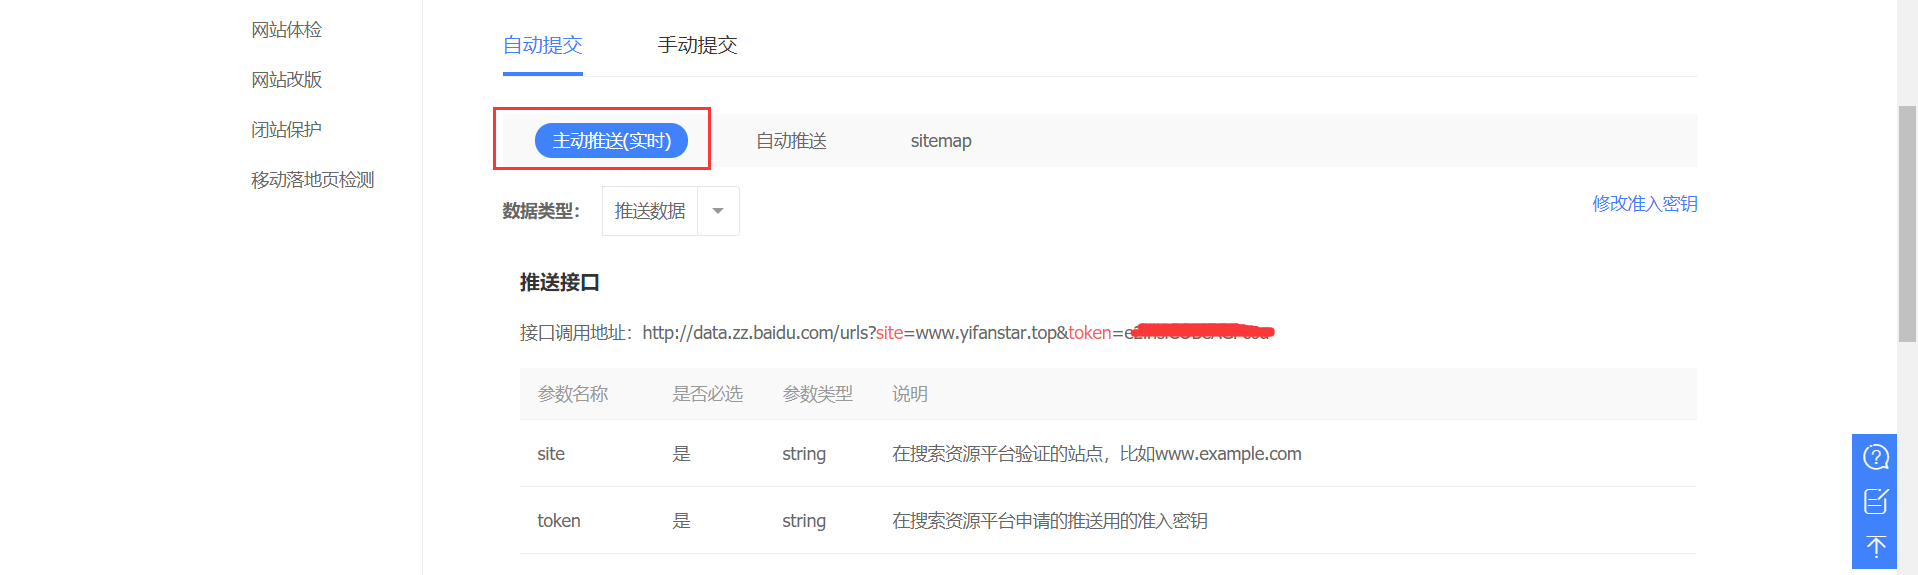 网站体检
网站改版
闭站保护
移动落地页检测
自动提交 手动提交
主动推送(实时) 自动推送 sitemap
数据类型： 推送数据
修改准入密钥
推送接口
接口调用地址：http://data.zz.baidu.com/urls?site=www.yifanstar.top&token=
参数名称 是否必选 参数类型 说明
site 是 string 在搜索资源平台验证的站点，比如www.example.com
token 是 string 在搜索资源平台申请的推送用的准入密钥